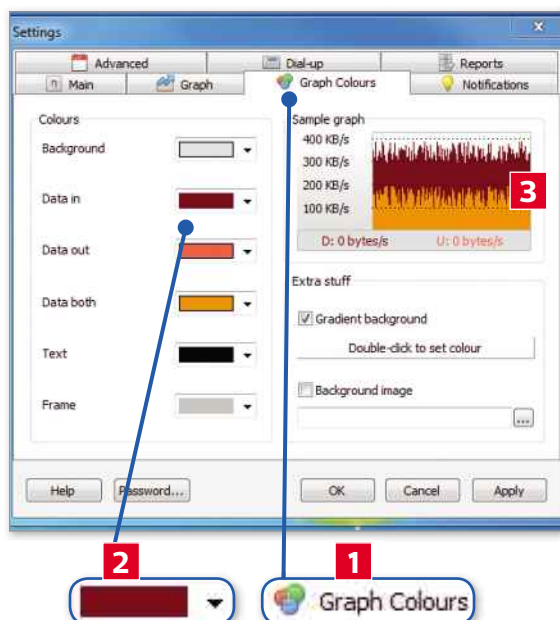 Settings
Advanced
Dial-up
Reports
Main
Graph
Graph Colours
Notifications
Colours
Background
Data in
Data out
Data both
Text
Frame
Sample graph
400 KB/s
300 KB/s
200 KB/s
100 KB/s
3
D: 0 bytes/s U: 0 bytes/s
Extra stuff
Gradient background
Double-click to set colour
Background image
...
Help
Password...
OK
Cancel
Apply
2
1
Graph Colours